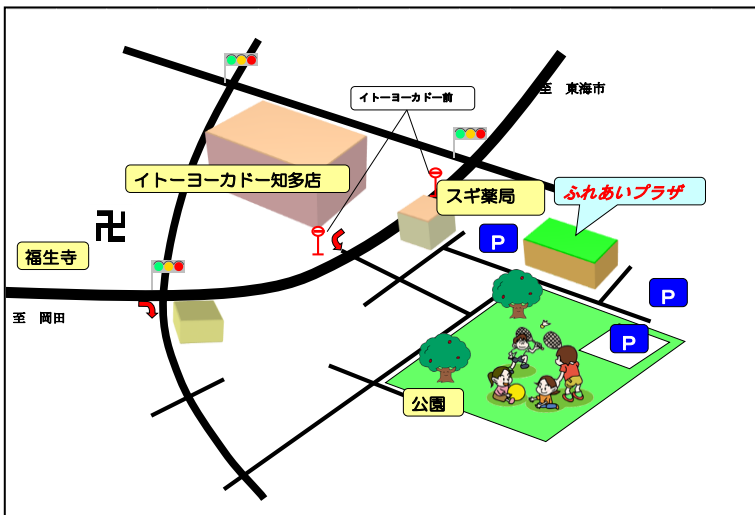 イトーヨーカドー前
至　東海市
イトーヨーカドー知多店
スギ薬局
ふれあいプラザ
卍
福生寺
P
P
至　岡田
P
公園